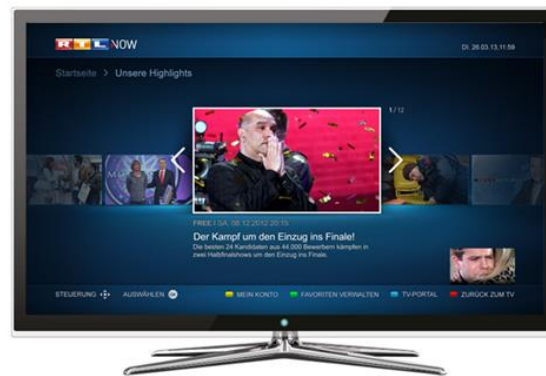 RTL NOW
DI. 26.03.13, 11:59
Startseite > Unsere Highlights
1 / 12
FREE I SA. 08.12.2012 20:15
Der Kampf um den Einzug ins Finale!
Die besten 24 Kandidaten aus 44.000 Bewerbern kämpfen in
zwei Halbfinalshows um den Einzug ins Finale.
STEUERUNG AUSWÄHLEN OK MEIN KONTO FAVORITEN VERWALTEN TV-PORTAL ZURÜCK ZUM TV